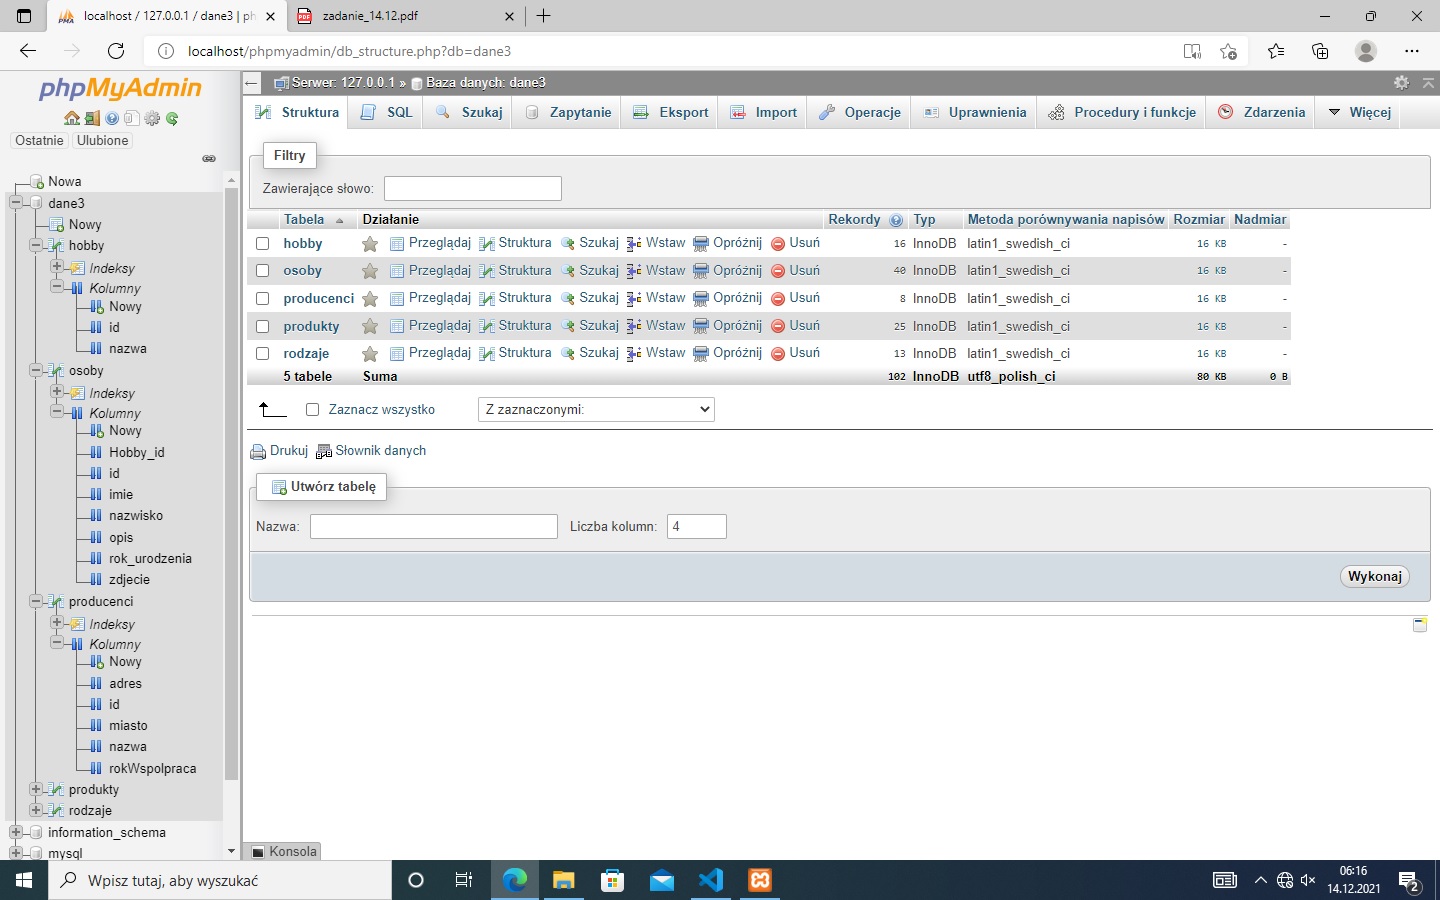 localhost / 127.0.0.1 / dane3 | ph
zadanie_14.12.pdf
localhost/phpmyadmin/db_structure.php?db=dane3
phpMyAdmin
Ostatnie Ulubione
Nowa
dane3
Nowy
hobby
Indeksy
Kolumny
Nowy
id
nazwa
osoby
Indeksy
Kolumny
Nowy
Hobby_id
id
imie
nazwisko
opis
rok_urodzenia
zdjecie
producenci
Indeksy
Kolumny
Nowy
adres
id
miasto
nazwa
rokWspolpraca
produkty
rodzaje
information_schema
mysql
Serwer: 127.0.0.1 » Baza danych: dane3
Struktura SQL Szukaj Zapytanie Eksport Import Operacje Uprawnienia Procedury i funkcje Zdarzenia Więcej
Filtry
Zawierające słowo:
Tabela Działanie Rekordy Typ Metoda porównywania napisów Rozmiar Nadmiar
hobby Przeglądaj Struktura Szukaj Wstaw Opróżnij Usuń 16 InnoDB latin1_swedish_ci 16 KB -
osoby Przeglądaj Struktura Szukaj Wstaw Opróżnij Usuń 40 InnoDB latin1_swedish_ci 16 KB -
producenci Przeglądaj Struktura Szukaj Wstaw Opróżnij Usuń 8 InnoDB latin1_swedish_ci 16 KB -
produkty Przeglądaj Struktura Szukaj Wstaw Opróżnij Usuń 25 InnoDB latin1_swedish_ci 16 KB -
rodzaje Przeglądaj Struktura Szukaj Wstaw Opróżnij Usuń 13 InnoDB latin1_swedish_ci 16 KB -
5 tabele Suma 102 InnoDB utf8_polish_ci 80 KB 0 B
Zaznacz wszystko Z zaznaczonymi:
Drukuj Słownik danych
Utwórz tabelę
Nazwa: Liczba kolumn: 4
Wykonaj
Konsola
Wpisz tutaj, aby wyszukać
06:16
14.12.2021
2